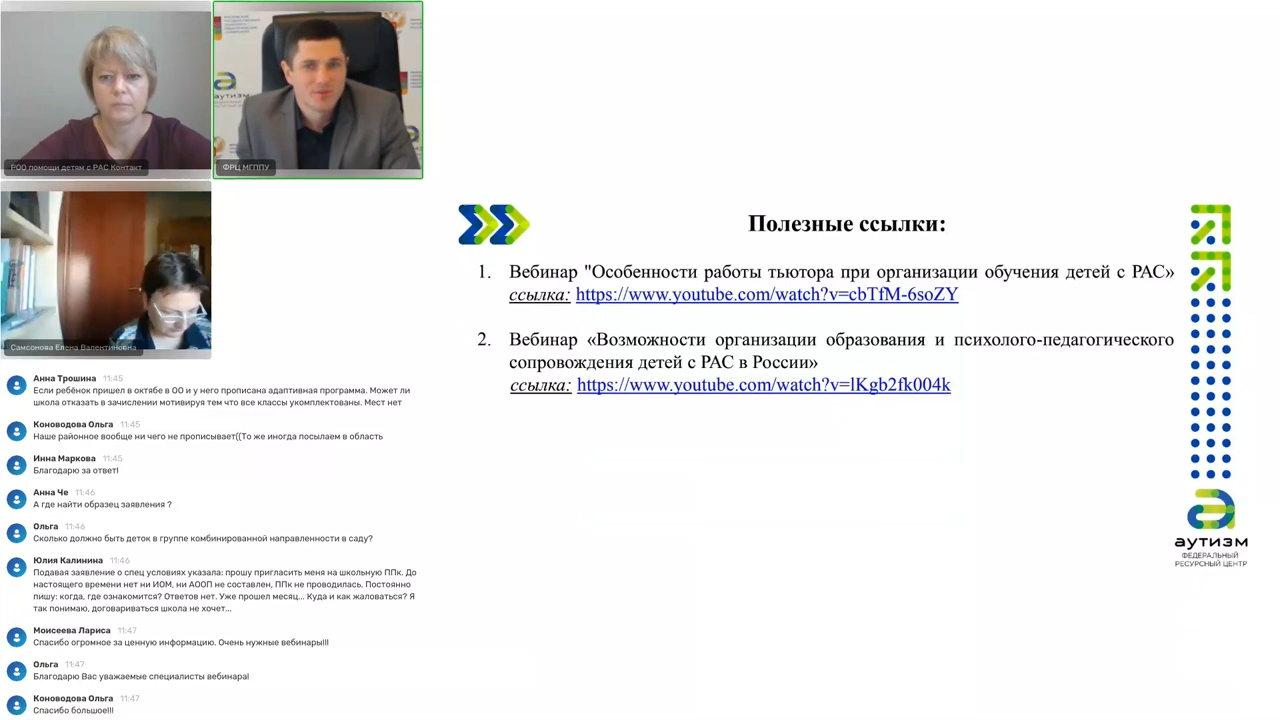 РОО помощи детям с РАС Контакт
ФРЦ МГППУ
аутизм
Самсонова Елена Валентиновна
Анна Трошина 11:45
Если ребёнок пришел в октябе в ОО и у него прописана адаптивная программа. Может ли
школа отказать в зачислении мотивируя тем что все классы укомплектованы. Мест нет
Коноводова Ольга 11:45
Наше районное вообще ни чего не прописывает((То же иногда посылаем в область
Инна Маркова 11:45
Благодарю за ответ!
Анна Че 11:46
А где найти образец заявления ?
Ольга 11:46
Сколько должно быть деток в группе комбинированной направленности в саду?
Юлия Калинина 11:46
Подавая заявление о спец условиях указала: прошу пригласить меня на школьную ППк. До
настоящего времени нет ни ИОМ, ни АООП не составлен, ППк не проводилась. Постоянно
пишу: когда, где ознакомится? Ответов нет. Уже прошел месяц... Куда и как жаловаться? Я
так понимаю, договариваться школа не хочет...
Моисеева Лариса 11:47
Спасибо огромное за ценную информацию. Очень нужные вебинары!!!
Ольга 11:47
Благодарю Вас уважаемые специалисты вебинара!
Коноводова Ольга 11:47
Спасибо большое!!!
Полезные ссылки:
1. Вебинар "Особенности работы тьютора при организации обучения детей с РАС»
ссылка: https://www.youtube.com/watch?v=cbTfM-6soZY
2. Вебинар «Возможности организации образования и психолого-педагогического
сопровождения детей с РАС в России»
ссылка: https://www.youtube.com/watch?v=lKgb2fk004k
аутизм
ФЕДЕРАЛЬНЫЙ
РЕСУРСНЫЙ ЦЕНТР